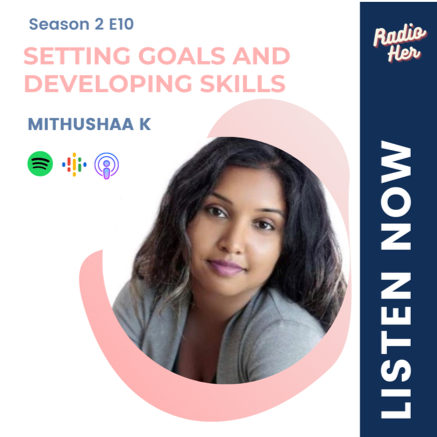 Season 2 E10
SETTING GOALS AND
DEVELOPING SKILLS
MITHUSHAA K
Radio
Her
LISTEN NOW